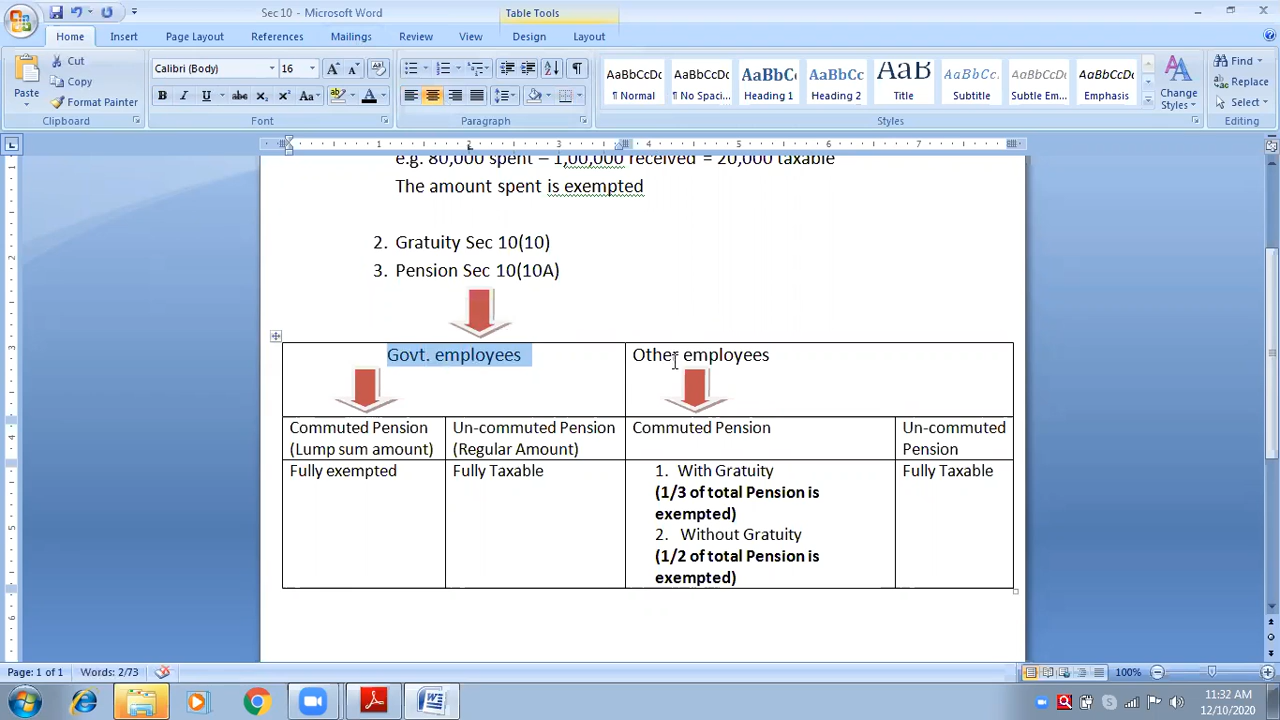 Sec 10 - Microsoft Word
Table Tools
Home Insert Page Layout References Mailings Review View Design Layout
Paste
Cut
Copy
Format Painter
Clipboard
Calibri (Body) 16
Font
Paragraph
AaBbCcDc AaBbCcDc AaBbCc AaBbCc AaB AaBbCc AaBbCcDc AaBbCcDc
¶ Normal ¶ No Spaci... Heading 1 Heading 2 Title Subtitle Subtle Em... Emphasis
Change Styles
Styles
Find
Replace
Select
Editing
e.g. 80,000 spent – 1,00,000 received = 20,000 taxable
The amount spent is exempted
2. Gratuity Sec 10(10)
3. Pension Sec 10(10A)
Govt. employees
Other employees
Commuted Pension
(Lump sum amount)
Un-commuted Pension
(Regular Amount)
Commuted Pension
Un-commuted
Pension
Fully exempted
Fully Taxable
1. With Gratuity
(1/3 of total Pension is
exempted)
2. Without Gratuity
(1/2 of total Pension is
exempted)
Fully Taxable
Page: 1 of 1 Words: 2/73 100%
11:32 AM
12/10/2020